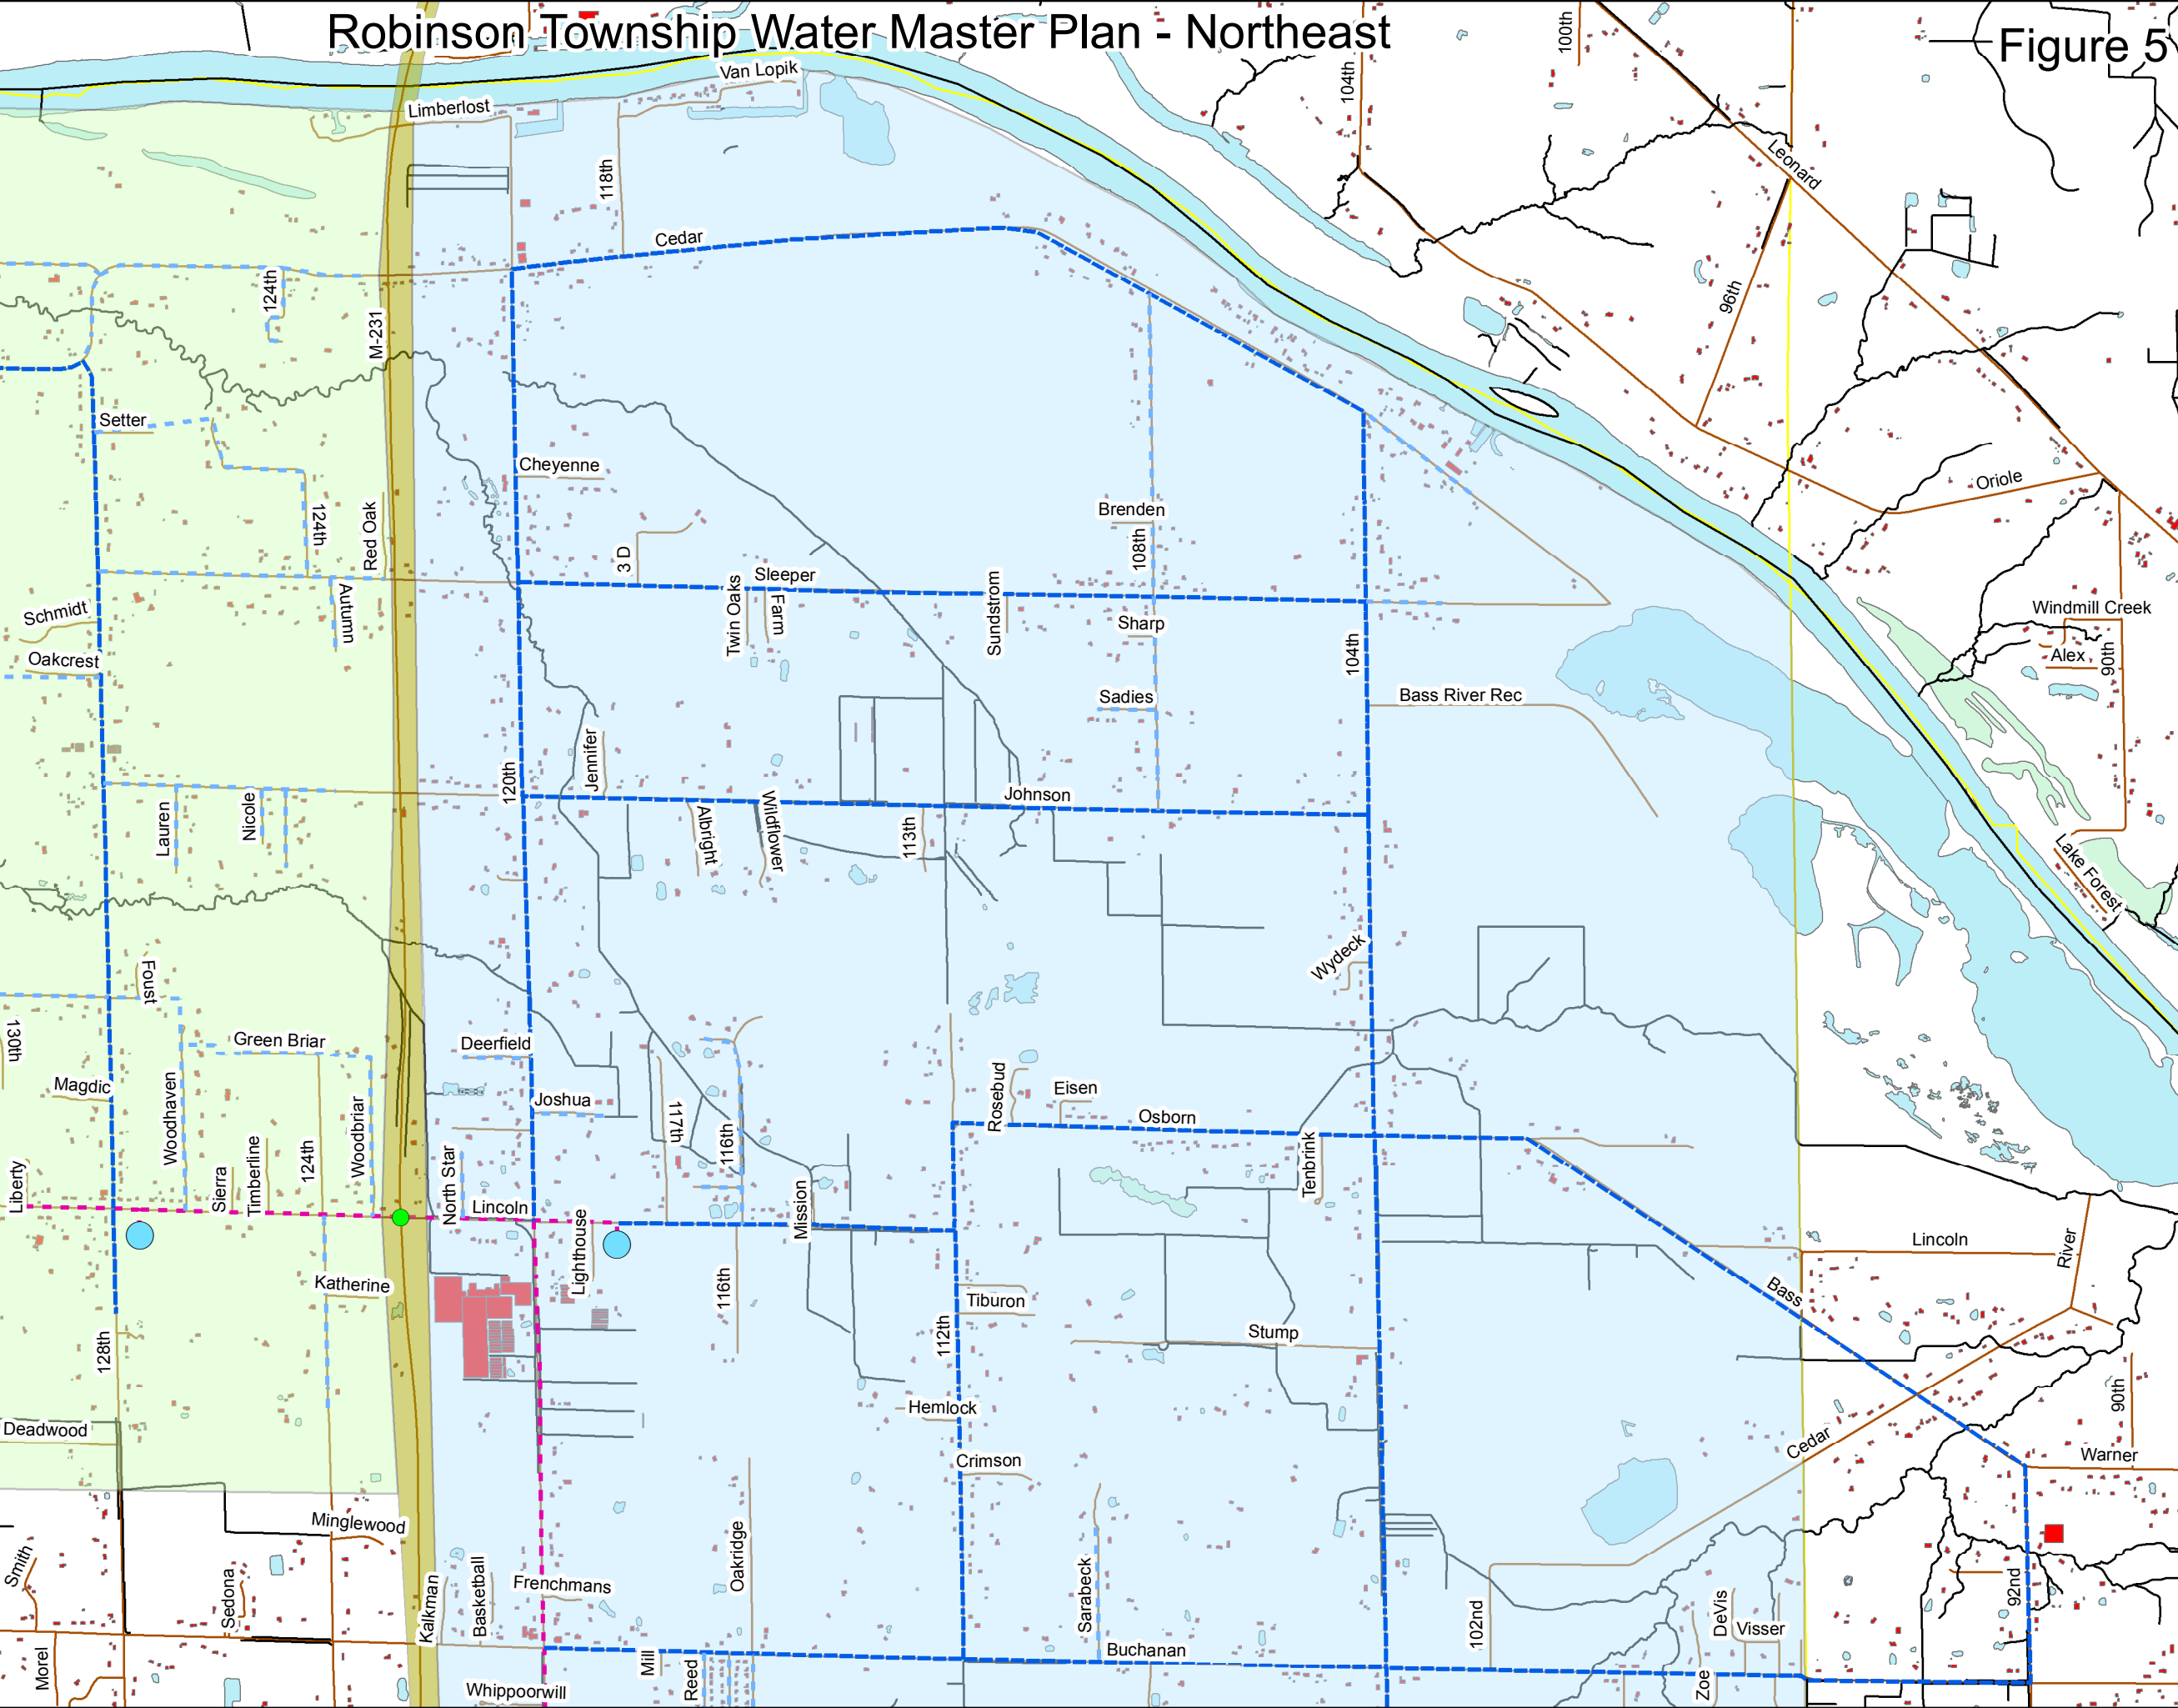 Robinson Township Water Master Plan - Northeast
Figure 5
100th
Van Lopik
104th
Limberlost
Leonard
118th
Cedar
124th
96th
M-231
Setter
Cheyenne
Oriole
Brenden
124th
Red Oak
108th
3 D
Sleeper
Schmidt
Autumn
Twin Oaks
Farm
Sundstrom
Sharp
Windmill Creek
Oakcrest
104th
Alex
90th
Sadies
Bass River Rec
Jennifer
120th
Johnson
Lauren
Nicole
Albright
Wildflower
113th
Lake Forest
Wydeck
Foust
130th
Green Briar
Deerfield
Magdic
Rosebud
Eisen
Joshua
Osborn
Woodhaven
Woodbriar
117th
116th
Liberty
Sierra
Timberline
124th
North Star
Lincoln
Tenbrink
Mission
Lighthouse
Lincoln
River
Katherine
116th
Tiburon
Bass
128th
112th
Stump
90th
Deadwood
Hemlock
Cedar
Crimson
Warner
Minglewood
Smith
Sedona
Kalkman
Basketball
Frenchmans
Oakridge
Sarabeck
102nd
DeVis
Visser
92nd
Morel
Mill
Reed
Buchanan
Zoe
Whippoorwill